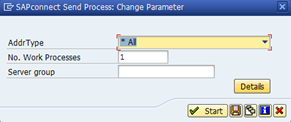 SAPconnect Send Process: Change Parameter
AddrType * All
No. Work Processes 1
Server group
Details
Start